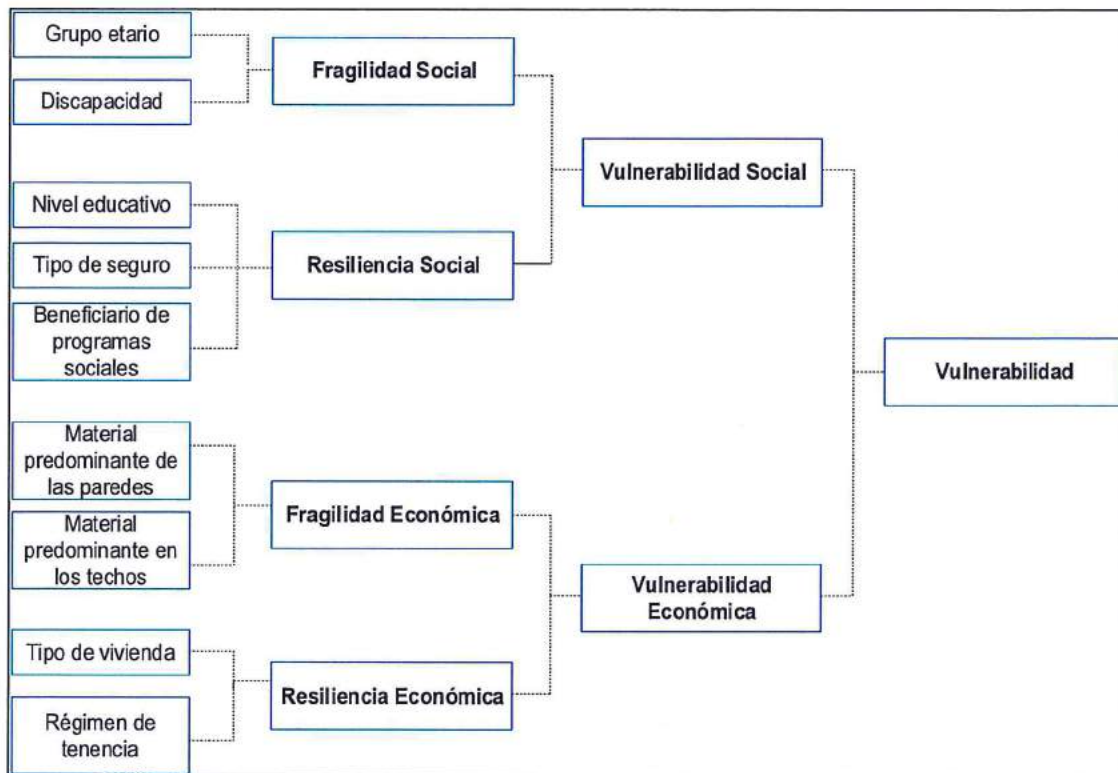 Grupo etario
Discapacidad
Fragilidad Social
Nivel educativo
Tipo de seguro
Beneficiario de
programas
sociales
Resiliencia Social
Vulnerabilidad Social
Material
predominante de
las paredes
Material
predominante en
los techos
Fragilidad Económica
Tipo de vivienda
Régimen de
tenencia
Resiliencia Económica
Vulnerabilidad
Económica
Vulnerabilidad